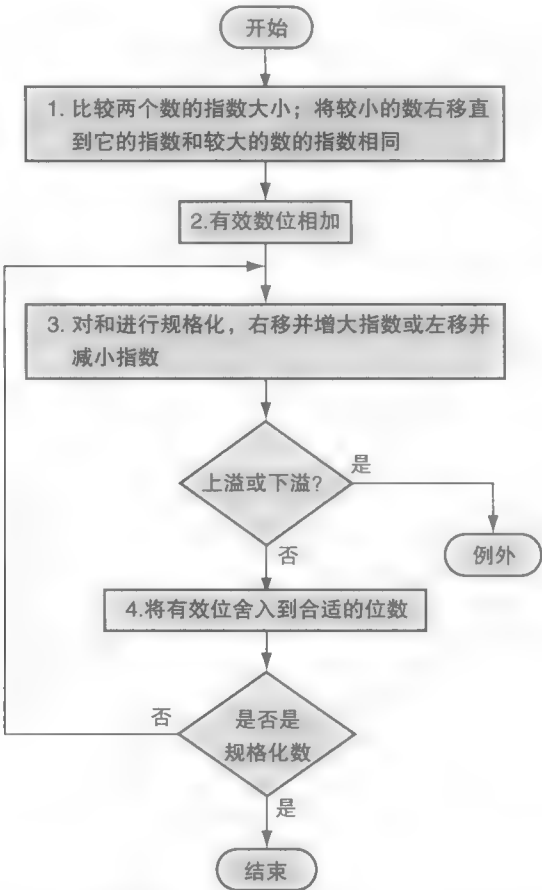 开始
1. 比较两个数的指数大小；将较小的数右移直
到它的指数和较大的数的指数相同
2.有效数位相加
3. 对和进行规格化，右移并增大指数或左移并
减小指数
上溢或下溢？
是
例外
否
4.将有效位舍入到合适的位数
否
是否是
规格化数
是
结束